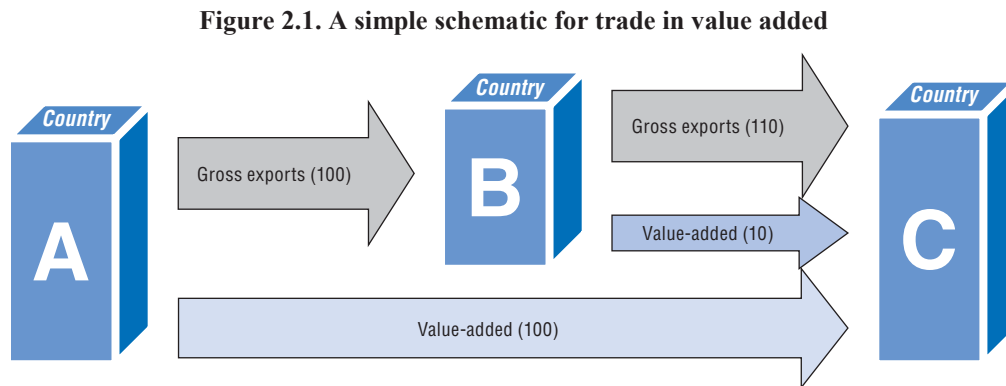 Figure 2.1. A simple schematic for trade in value added
Country
A
Gross exports (100)
Country
B
Gross exports (110)
Value-added (10)
Country
C
Value-added (100)